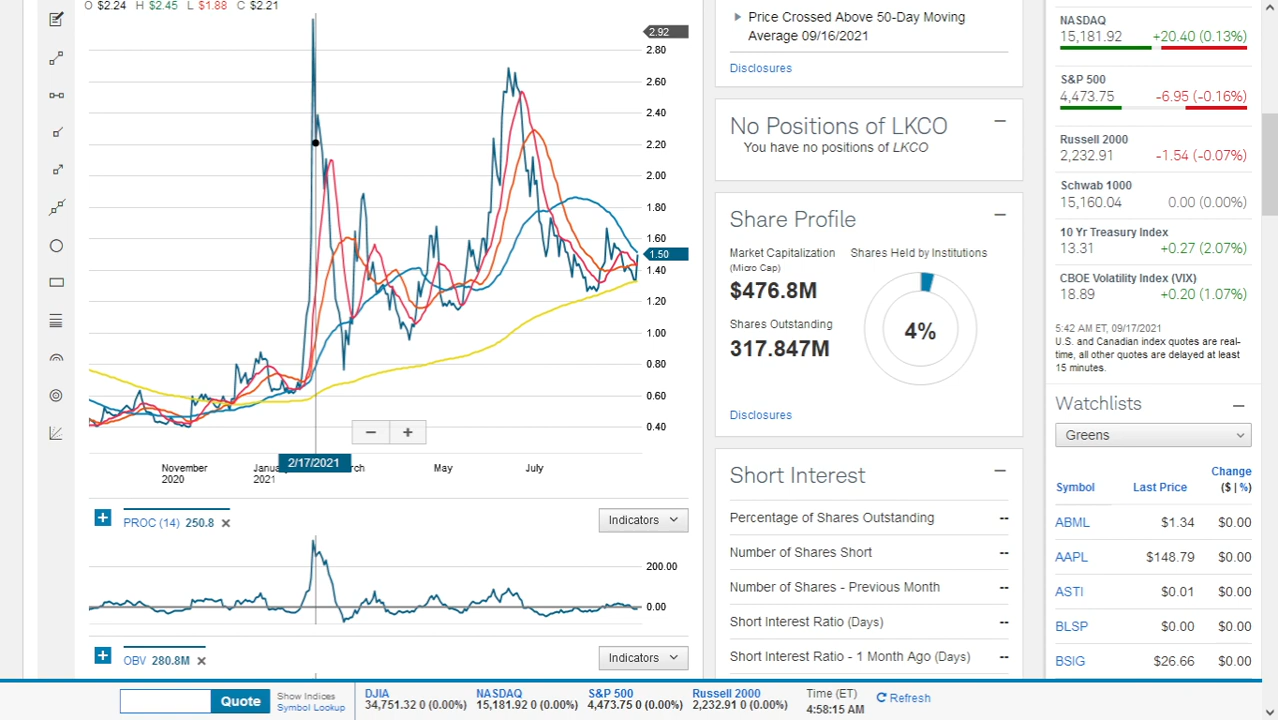 O $2.24 H $2.45 L $1.88 C $2.21
2.92
2.80
2.60
2.40
2.20
2.00
1.80
1.60
1.50
1.40
1.20
1.00
0.80
0.60
0.40
November
2020
2021
2/17/2021
May
July
PROC (14) 250.8
Indicators
200.00
0.00
OBV 280.8M
Indicators
Price Crossed Above 50-Day Moving
Average 09/16/2021
Disclosures
No Positions of LKCO
You have no positions of LKCO
Share Profile
Market Capitalization
(Micro Cap)
$476.8M
Shares Outstanding
317.847M
Shares Held by Institutions
4%
Disclosures
Short Interest
Percentage of Shares Outstanding --
Number of Shares Short --
Number of Shares - Previous Month --
Short Interest Ratio (Days) --
Short Interest Ratio - 1 Month Ago (Days) --
NASDAQ
15,181.92 +20.40 (0.13%)
S&P 500
4,473.75 -6.95 (-0.16%)
Russell 2000
2,232.91 -1.54 (-0.07%)
Schwab 1000
15,160.04 0.00 (0.00%)
10 Yr Treasury Index
13.31 +0.27 (2.07%)
CBOE Volatility Index (VIX)
18.89 +0.20 (1.07%)
5:42 AM ET, 09/17/2021
U.S. and Canadian index quotes are real-
time, all other quotes are delayed at least
15 minutes.
Watchlists
Greens
Symbol Last Price Change
($ | %)
ABML $1.34 $0.00
AAPL $148.79 $0.00
ASTI $0.01 $0.00
BLSP $0.00 $0.00
BSIG $26.66 $0.00
Quote
Show Indices
Symbol Lookup
DJIA
34,751.32 0 (0.00%)
NASDAQ
15,181.92 0 (0.00%)
S&P 500
4,473.75 0 (0.00%)
Russell 2000
2,232.91 0 (0.00%)
Time (ET)
4:58:15 AM
Refresh